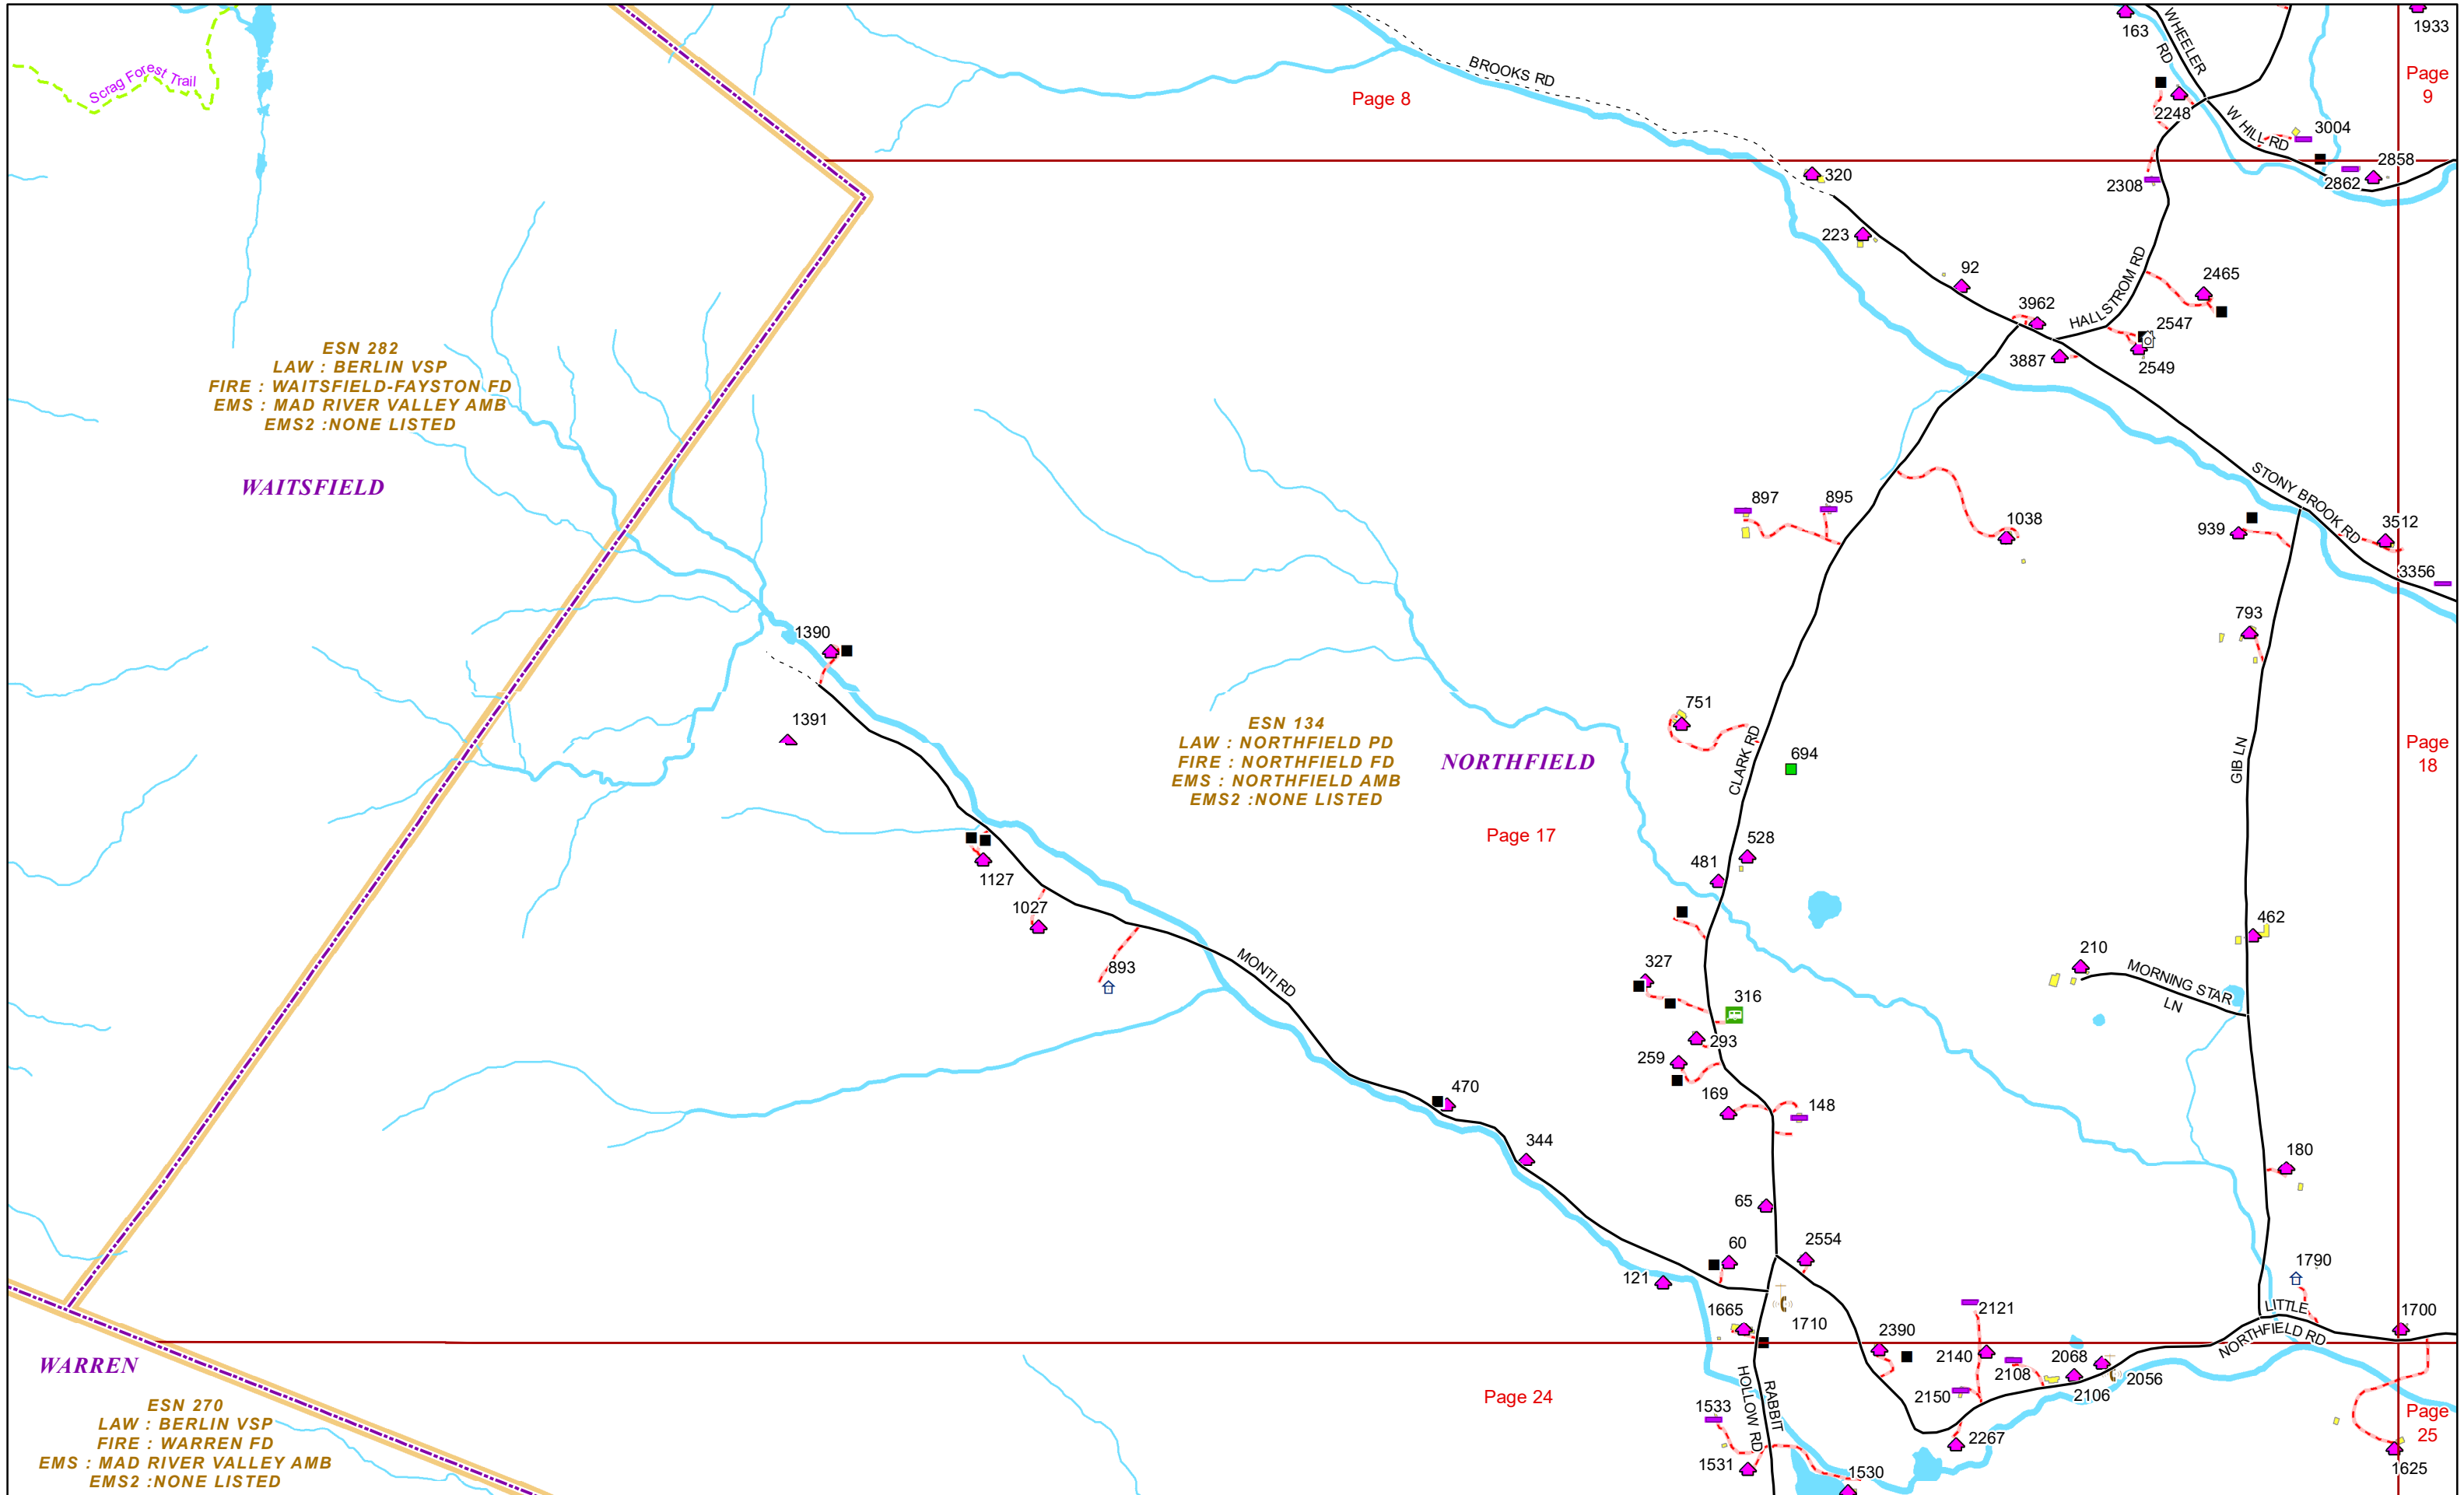 163
WHEELER
RD
1933
Page
9
Scrag Forest Trail
BROOKS RD
Page 8
2248
W HILL RD
3004
2858
2862
320
2308
223
92
2465
HALLSTROM RD
3962
2547
3887
2549
ESN 282
LAW : BERLIN VSP
FIRE : WAITSFIELD-FAYSTON FD
EMS : MAD RIVER VALLEY AMB
EMS2 :NONE LISTED
WAITSFIELD
STONY BROOK RD
897
895
1038
939
3512
3356
793
1390
1391
751
ESN 134
LAW : NORTHFIELD PD
FIRE : NORTHFIELD FD
EMS : NORTHFIELD AMB
EMS2 :NONE LISTED
NORTHFIELD
CLARK RD
694
GIB LN
Page
18
Page 17
528
481
1127
1027
462
893
MONTI RD
327
210
MORNING STAR
LN
316
293
259
470
169
148
344
180
65
60
2554
121
1790
1665
1710
2121
LITTLE
NORTHFIELD RD
1700
2390
2140
2108
2068
2106
2056
2150
WARREN
Page 24
HOLLOW RD
RABBIT
1533
Page
25
ESN 270
LAW : BERLIN VSP
FIRE : WARREN FD
EMS : MAD RIVER VALLEY AMB
EMS2 :NONE LISTED
2267
1531
1530
1625